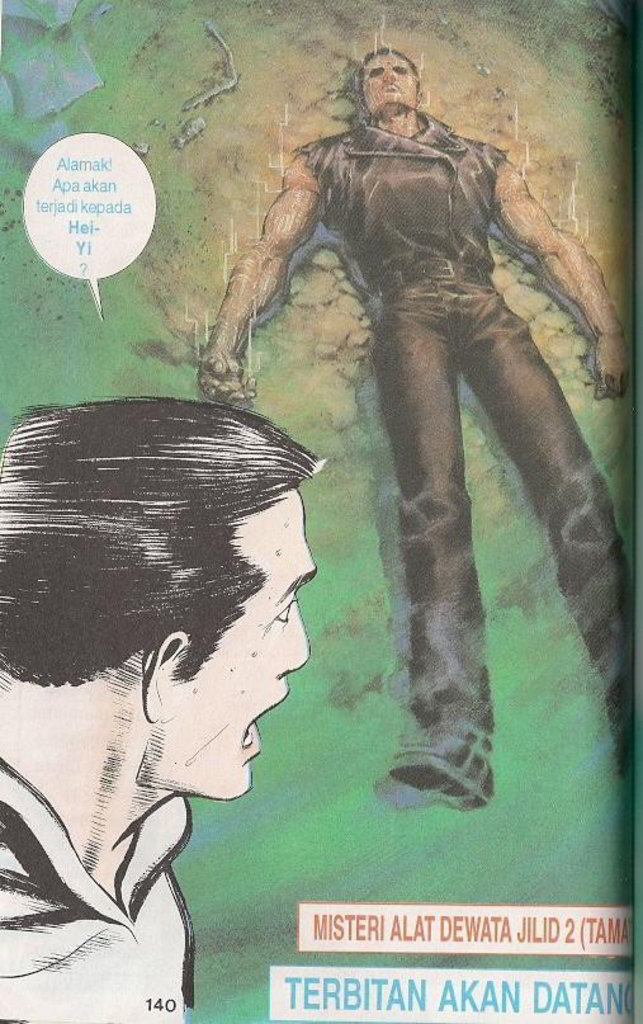 Alamak!
Apa akan
terjadi kepada
Hei-
Yi
?
MISTERI ALAT DEWATA JILID 2 (TAMA
TERBITAN AKAN DATANG
140